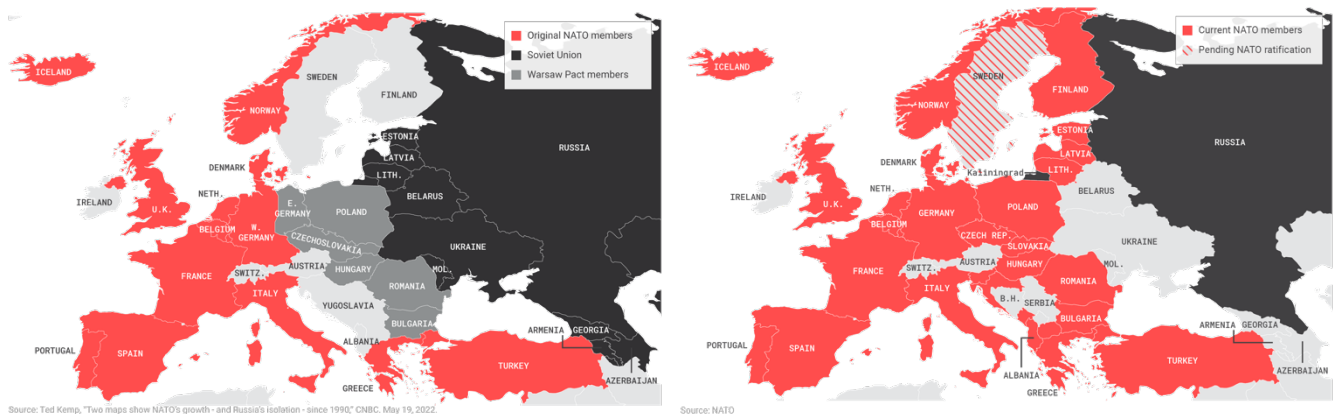 Original NATO members
Soviet Union
Warsaw Pact members
ICELAND
SWEDEN
FINLAND
NORWAY
ESTONIA
RUSSIA
LATVIA
DENMARK
LITH.
IRELAND
NETH.
BELARUS
U.K.
E.
GERMANY
POLAND
BELGIUM
W.
GERMANY
CZECHOSLOVAKIA
UKRAINE
FRANCE
SWITZ.
AUSTRIA
HUNGARY
MOL.
ITALY
ROMANIA
YUGOSLAVIA
BULGARIA
ARMENIA
GEORGIA
ALBANIA
PORTUGAL
SPAIN
TURKEY
AZERBAIJAN
GREECE
Source: Ted Kemp, "Two maps show NATO's growth - and Russia's isolation - since 1990," CNBC. May 19, 2022.
Current NATO members
Pending NATO ratification
ICELAND
SWEDEN
FINLAND
NORWAY
ESTONIA
RUSSIA
LATVIA
DENMARK
LITH.
Kaliningrad
IRELAND
NETH.
BELARUS
U.K.
GERMANY
POLAND
BELGIUM
CZECH REP.
UKRAINE
SLOVAKIA
FRANCE
SWITZ.
AUSTRIA
HUNGARY
MOL.
ITALY
ROMANIA
B.H.
SERBIA
BULGARIA
ARMENIA
GEORGIA
PORTUGAL
SPAIN
TURKEY
AZERBAIJAN
ALBANIA
GREECE
Source: NATO